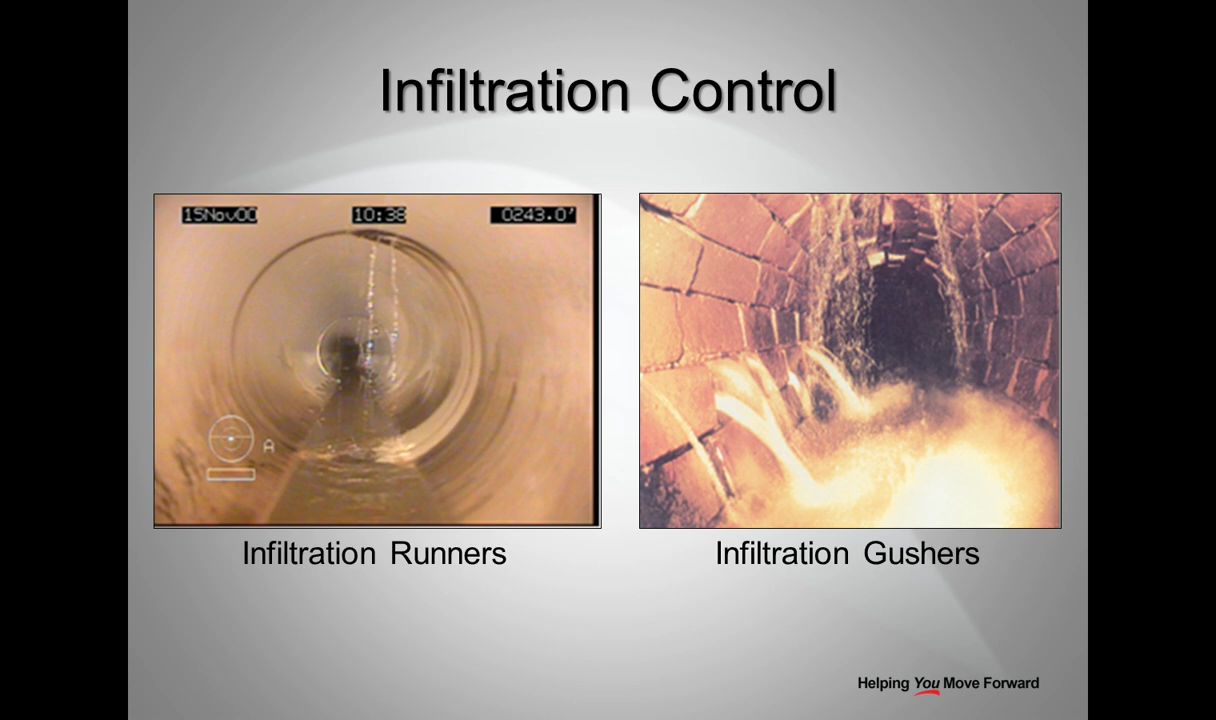 Infiltration Control
15Nov00 10:38 0243.0'
A
Infiltration Runners
Infiltration Gushers
Helping You Move Forward